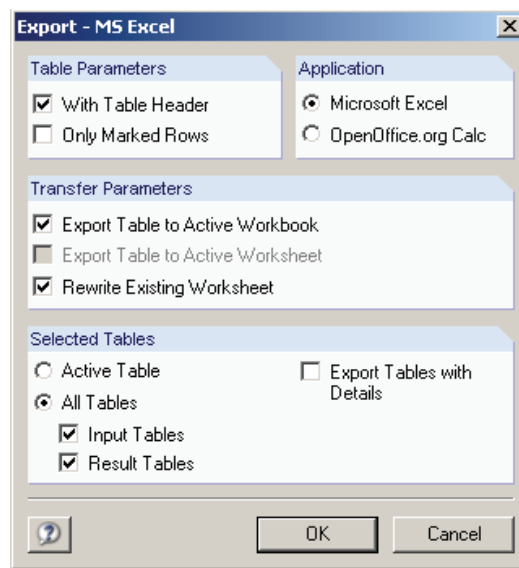 Export - MS Excel
Table Parameters
With Table Header
Only Marked Rows
Application
Microsoft Excel
OpenOffice.org Calc
Transfer Parameters
Export Table to Active Workbook
Export Table to Active Worksheet
Rewrite Existing Worksheet
Selected Tables
Active Table
All Tables
Input Tables
Result Tables
Export Tables with
Details
OK
Cancel